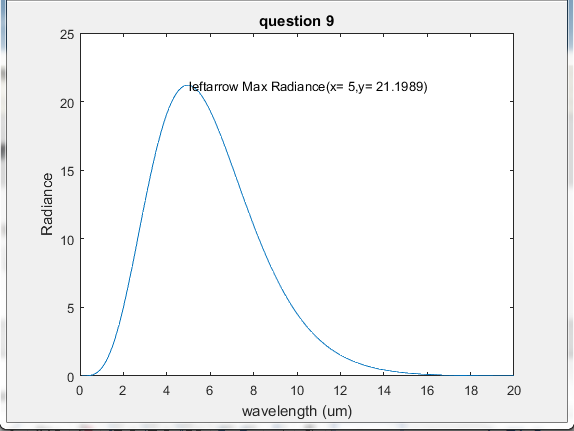 question 9
25
20
15
10
5
0
Radiance
leftarrow Max Radiance(x= 5,y= 21.1989)
0 2 4 6 8 10 12 14 16 18 20
wavelength (um)